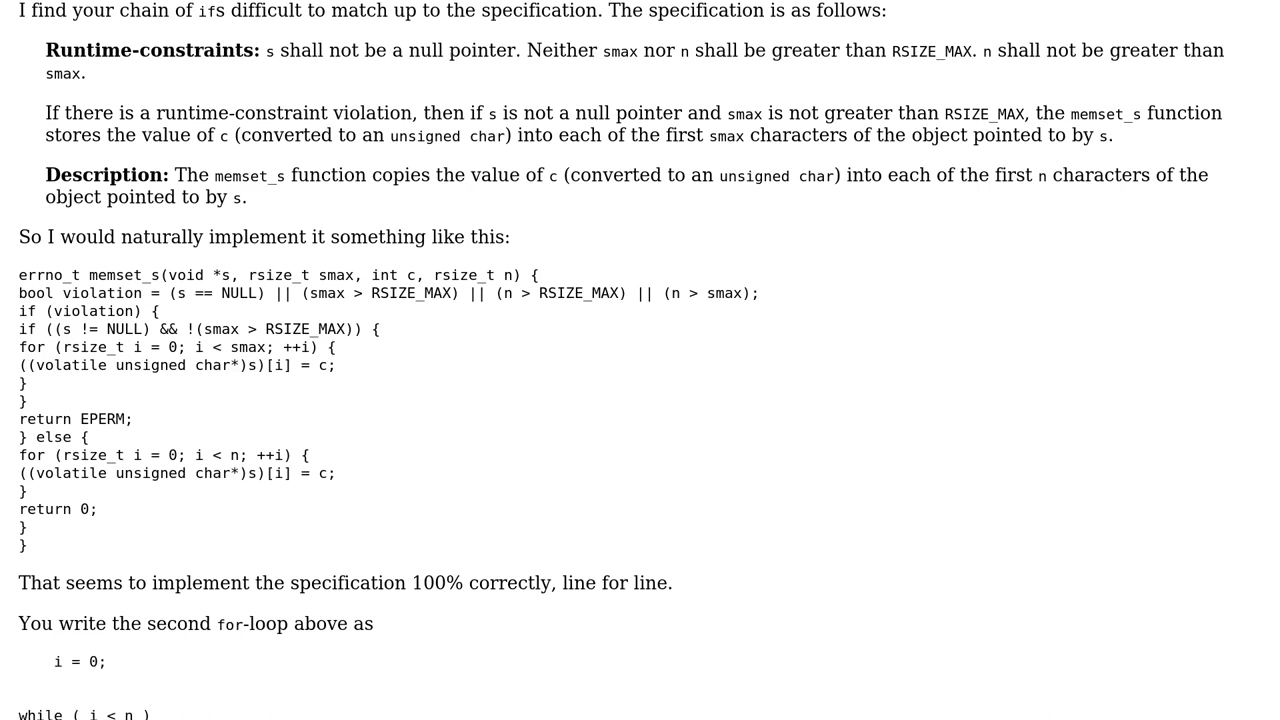 I find your chain of ifs difficult to match up to the specification. The specification is as follows:
Runtime-constraints: s shall not be a null pointer. Neither smax nor n shall be greater than RSIZE_MAX. n shall not be greater than
smax.
If there is a runtime-constraint violation, then if s is not a null pointer and smax is not greater than RSIZE_MAX, the memset_s function
stores the value of c (converted to an unsigned char) into each of the first smax characters of the object pointed to by s.
Description: The memset_s function copies the value of c (converted to an unsigned char) into each of the first n characters of the
object pointed to by s.
So I would naturally implement it something like this:
errno_t memset_s(void *s, rsize_t smax, int c, rsize_t n) {
bool violation = (s == NULL) || (smax > RSIZE_MAX) || (n > RSIZE_MAX) || (n > smax);
if (violation) {
if ((s != NULL) && !(smax > RSIZE_MAX)) {
for (rsize_t i = 0; i < smax; ++i) {
((volatile unsigned char*)s)[i] = c;
}
}
return EPERM;
} else {
for (rsize_t i = 0; i < n; ++i) {
((volatile unsigned char*)s)[i] = c;
}
return 0;
}
}
That seems to implement the specification 100% correctly, line for line.
You write the second for-loop above as
i = 0;
while ( i < n )